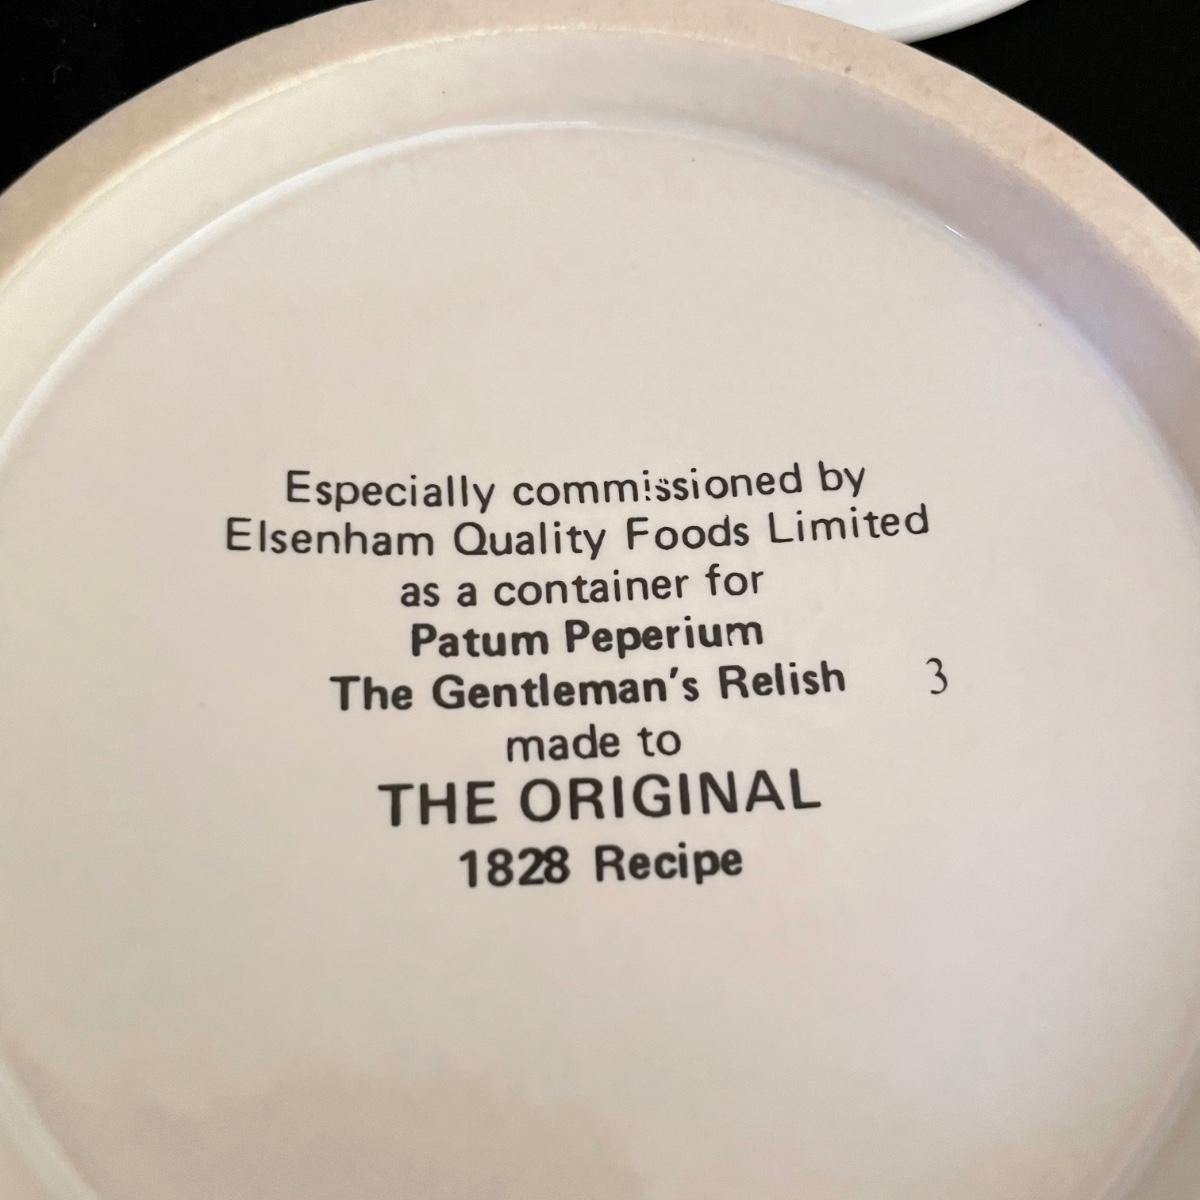 Especially commissioned by
Elsenham Quality Foods Limited
as a container for
Patum Peperium
The Gentleman's Relish 3
made to
THE ORIGINAL
1828 Recipe